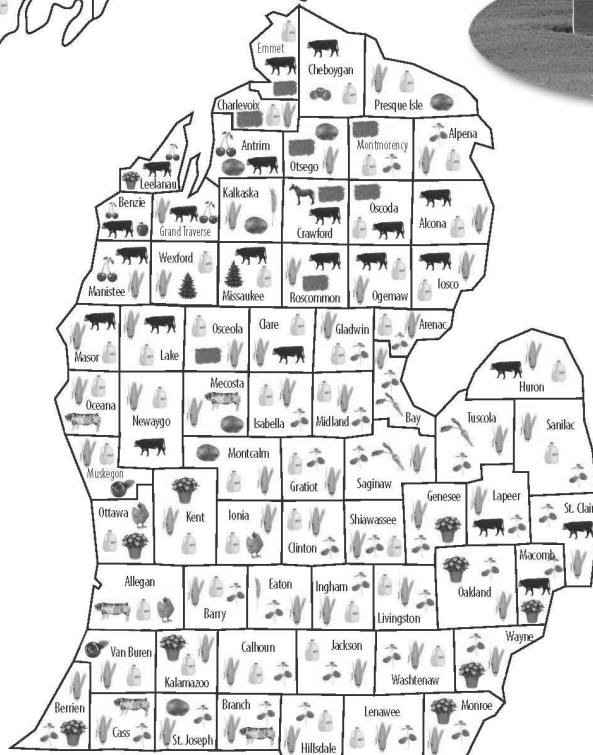 Emmet
Cheboygan
Charlevoix
Presque Isle
Antrim
Otsego
Montmorency
Alpena
Leelanau
Benzie
Grand Traverse
Kalkaska
Crawford
Oscoda
Alcona
Manistee
Wexford
Missaukee
Roscommon
Ogemaw
Iosco
Masor
Lake
Osceola
Clare
Gladwin
Arenac
Huron
Oceana
Newaygo
Mecosta
Isabella
Midland
Bay
Tuscola
Sanilac
Muskegon
Montcalm
Gratiot
Saginaw
Genesee
Lapeer
St. Clair
Ottawa
Kent
Ionia
Clinton
Shiawassee
Macomb
Allegan
Barry
Eaton
Ingham
Livingston
Oakland
Van Buren
Kalamazoo
Calhoun
Jackson
Washtenaw
Wayne
Berrien
Cass
St. Joseph
Branch
Hillsdale
Lenawee
Monroe